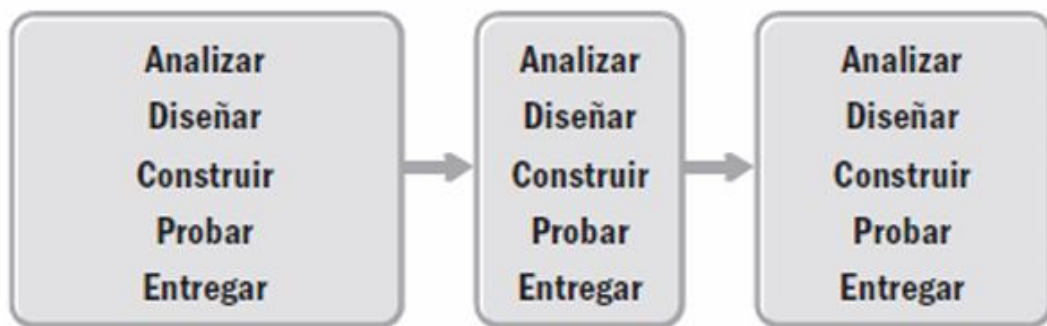 Analizar
Diseñar
Construir
Probar
Entregar
Analizar
Diseñar
Construir
Probar
Entregar
Analizar
Diseñar
Construir
Probar
Entregar